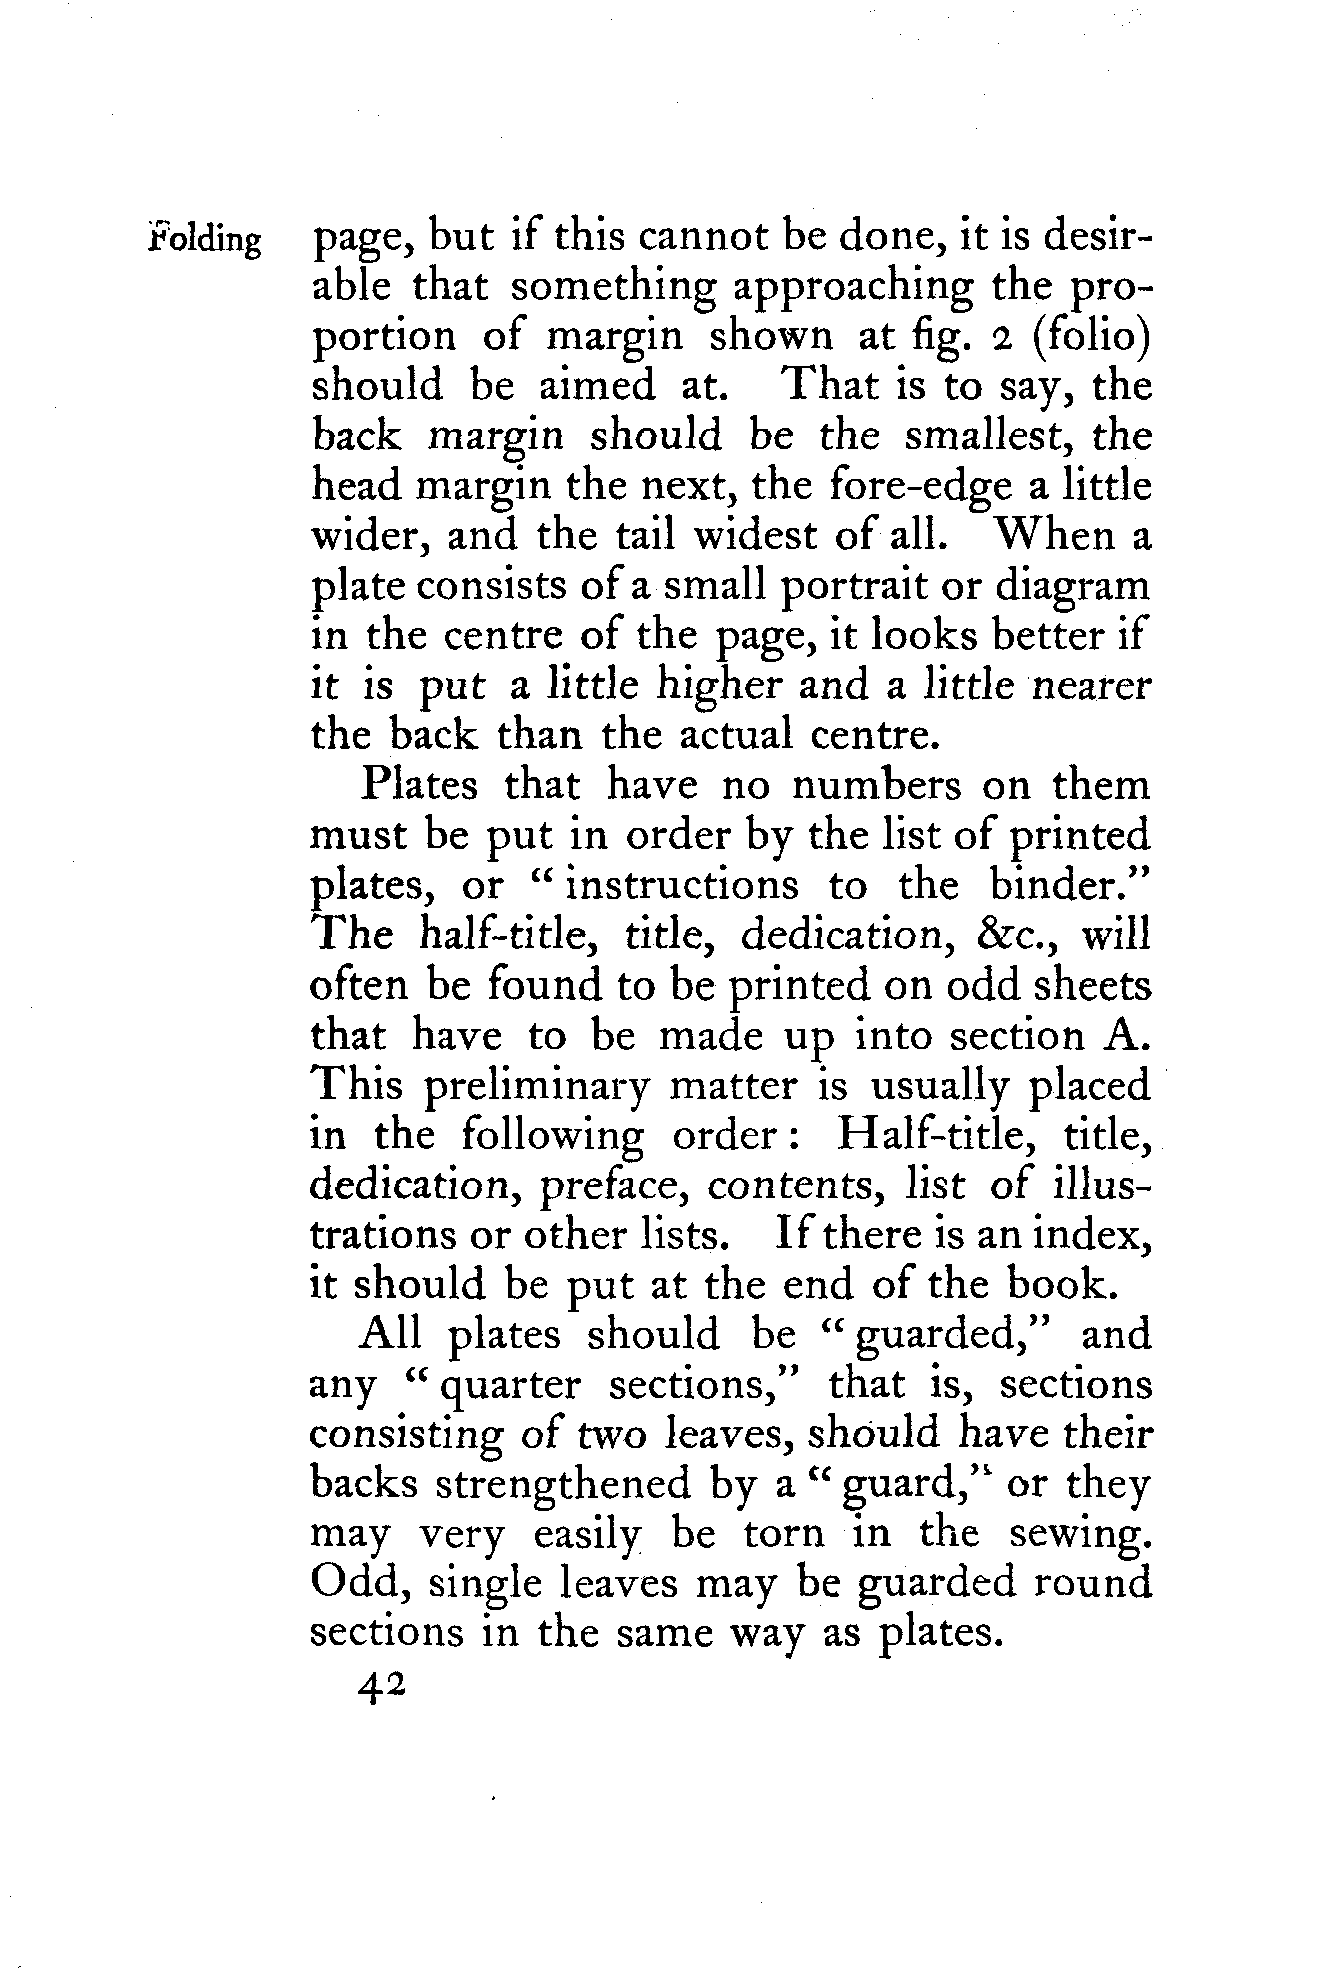 Folding
page, but if this cannot be done, it is desir-
able that something approaching the pro-
portion of margin shown at fig. 2 (folio)
should be aimed at. That is to say, the
back margin should be the smallest, the
head margin the next, the fore-edge a little
wider, and the tail widest of all. When a
plate consists of a small portrait or diagram
in the centre of the page, it looks better if
it is put a little higher and a little nearer
the back than the actual centre.
Plates that have no numbers on them
must be put in order by the list of printed
plates, or “ instructions to the binder.”
The half-title, title, dedication, &c., will
often be found to be printed on odd sheets
that have to be made up into section A.
This preliminary matter is usually placed
in the following order : Half-title, title,
dedication, preface, contents, list of illus-
trations or other lists. If there is an index,
it should be put at the end of the book.
All plates should be “ guarded,” and
any “ quarter sections,” that is, sections
consisting of two leaves, should have their
backs strengthened by a “ guard,” or they
may very easily be torn in the sewing.
Odd, single leaves may be guarded round
sections in the same way as plates.
42